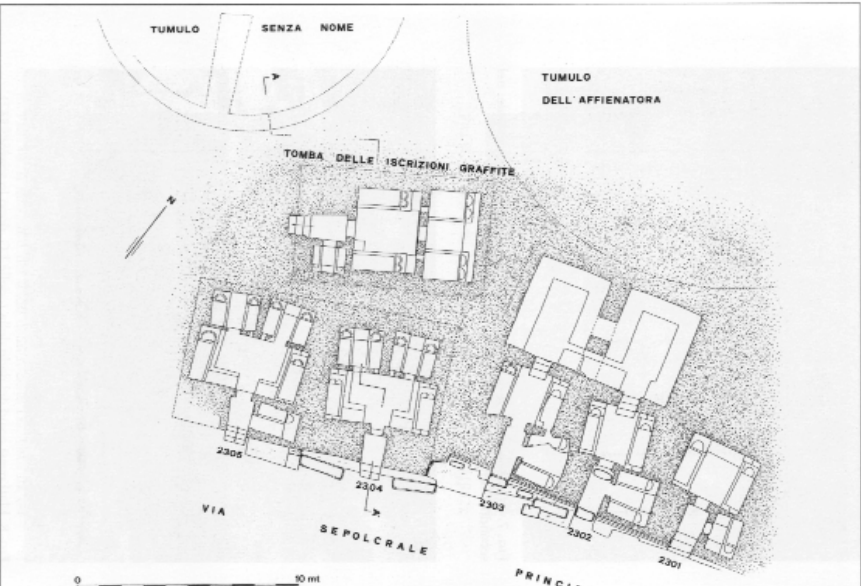 TUMULO SENZA NOME
A
TUMULO
DELL'AFFIENATORA
TOMBA DELLE ISCRIZIONI GRAFFITE
N
2305
2304
A
2303
2302
2301
VIA SEPOLCRALE
0 10 mt